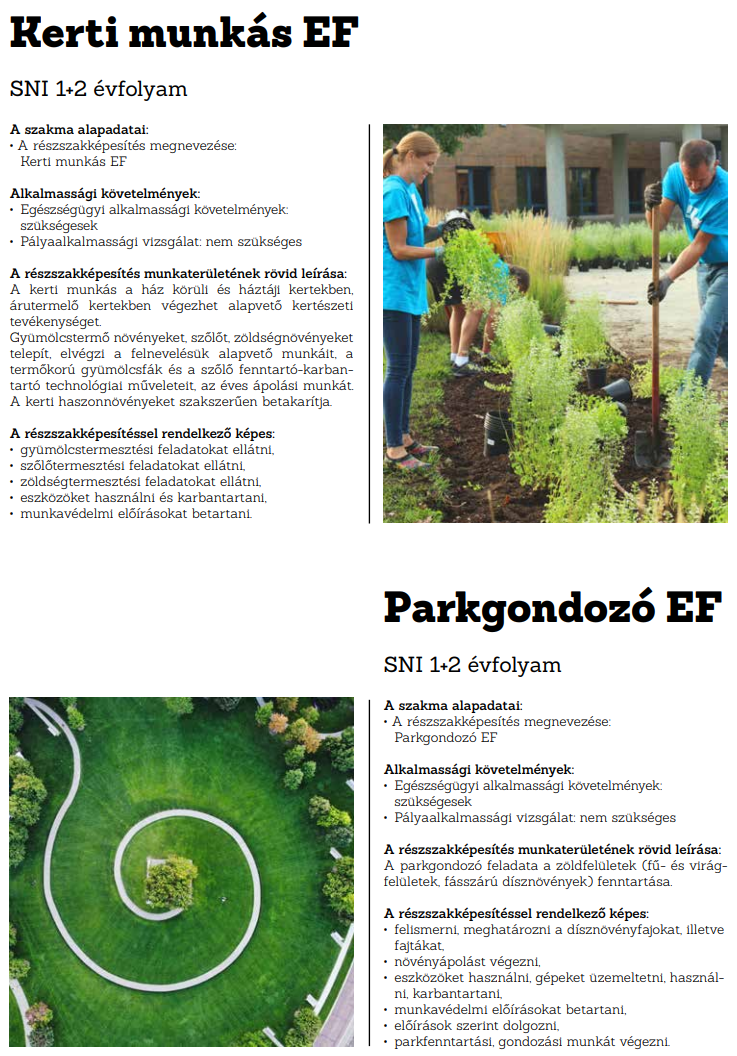 Kerti munkás EF
SNI 1+2 évfolyam
A szakma alapadatai:
• A részszakképesítés megnevezése:
Kerti munkás EF
Alkalmassági követelmények:
• Egészségügyi alkalmassági követelmények:
szükségesek
• Pályaalkalmassági vizsgálat: nem szükséges
A részszakképesítés munkaterületének rövid leírása:
A kerti munkás a ház körüli és háztáji kertekben,
árutermelő kertekben végezhet alapvető kertészeti
tevékenységet.
Gyümölcstermő növényeket, szőlőt, zöldségnövényeket
telepít, elvégzi a felnevelésük alapvető munkáit, a
termőkorú gyümölcsfák és a szőlő fenntartó-karban-
tartó technológiai műveleteit, az éves ápolási munkát.
A kerti haszonnövényeket szakszerűen betakarítja.
A részszakképesítéssel rendelkező képes:
• gyümölcstermesztési feladatokat ellátni,
• szőlőtermesztési feladatokat ellátni,
• zöldségtermesztési feladatokat ellátni,
• eszközöket használni és karbantartani,
• munkavédelmi előírásokat betartani.
Parkgondozó EF
SNI 1+2 évfolyam
A szakma alapadatai:
• A részszakképesítés megnevezése:
Parkgondozó EF
Alkalmassági követelmények:
• Egészségügyi alkalmassági követelmények:
szükségesek
• Pályaalkalmassági vizsgálat: nem szükséges
A részszakképesítés munkaterületének rövid leírása:
A parkgondozó feladata a zöldfelületek (fű- és virág-
felületek, fásszárú dísznövények) fenntartása.
A részszakképesítéssel rendelkező képes:
• felismerni, meghatározni a dísznövényfajokat, illetve
fajtákat,
• növényápolást végezni,
• eszközöket használni, gépeket üzemeltetni, használ-
ni, karbantartani,
• munkavédelmi előírásokat betartani,
• előírások szerint dolgozni,
• parkfenntartási, gondozási munkát végezni.